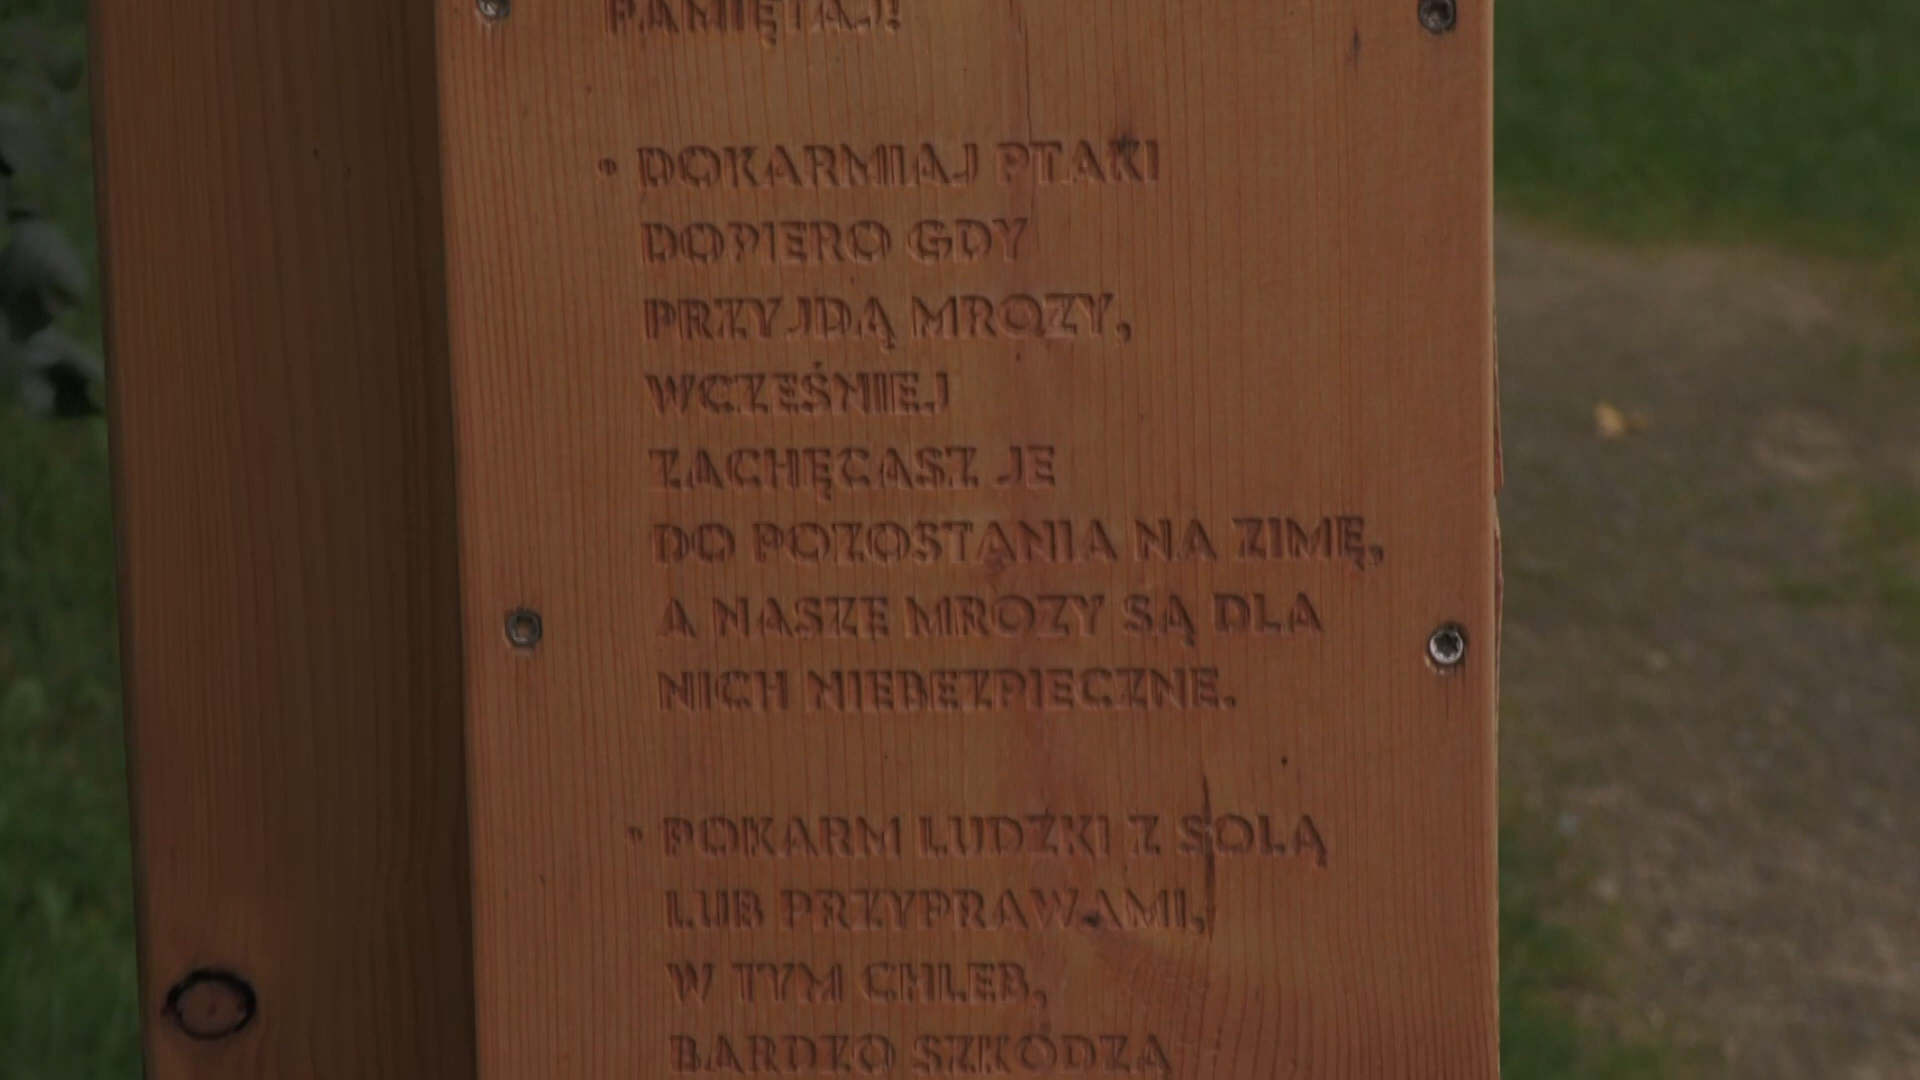 PAMIĘTAJ!
• DOKARMIAJ PTAKI
DOPIERO GDY
PRZYJDĄ MROZY,
WCZEŚNIEJ
ZACHĘCASZ JE
DO POZOSTANIA NA ZIMĘ,
A NASZE MROZY SĄ DLA
NICH NIEBEZPIECZNE.
• POKARM LUDZKI Z SOLĄ
LUB PRZYPRAWAMI,
W TYM CHLEB,
BARDZO SZKODZĄ